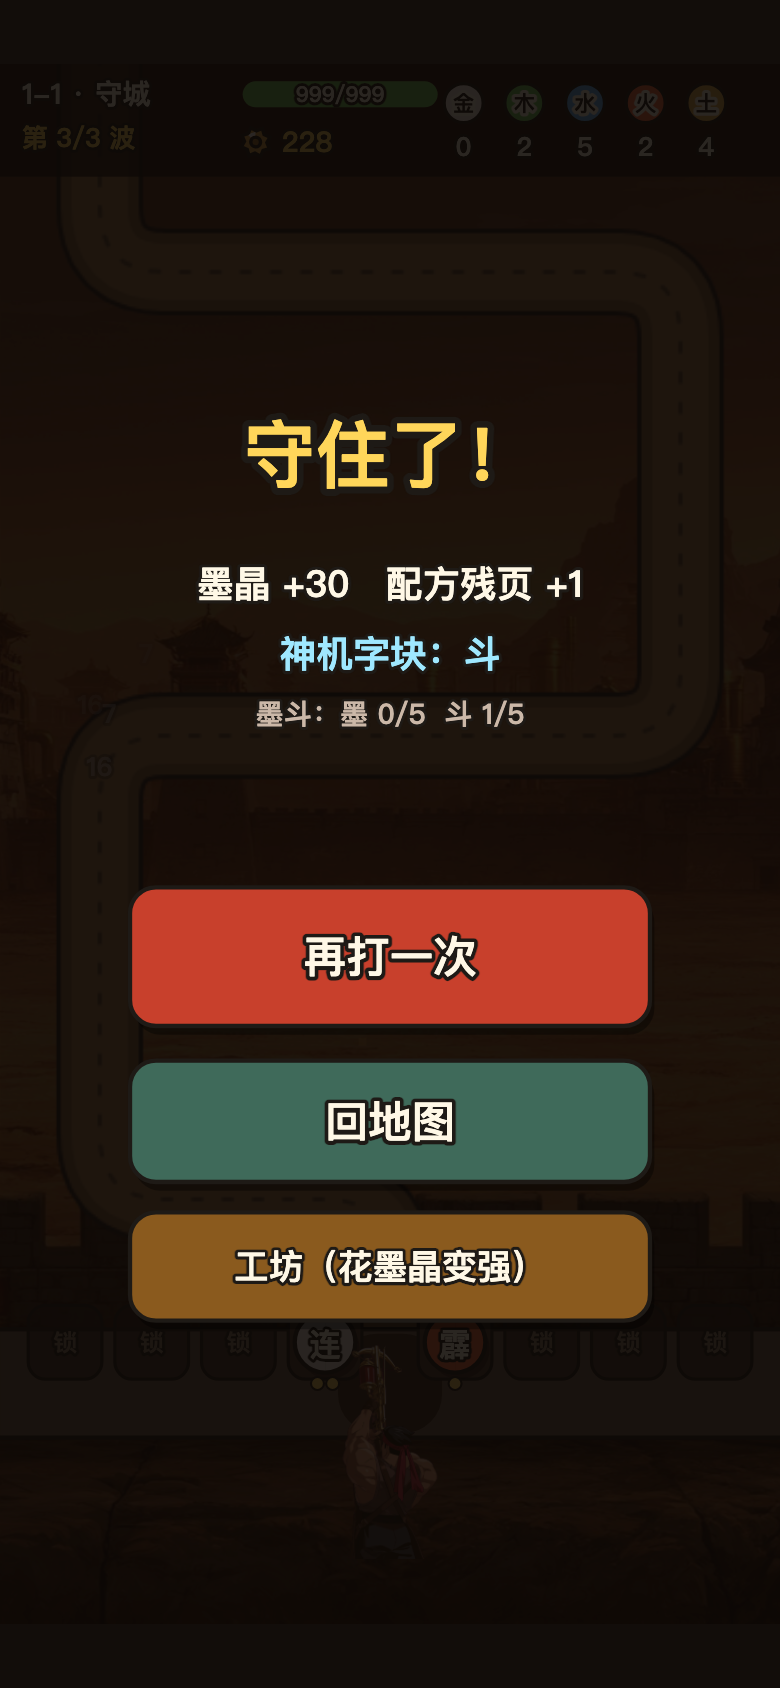 1-1 · 守城
999/999
金 木 水 火 土
第 3/3 波
228
0 2 5 2 4
守住了！
墨晶 +30 配方残页 +1
神机字块：斗
墨斗：墨 0/5 斗 1/5
16
再打一次
回地图
工坊（花墨晶变强）
锁 锁 锁 连 霹 锁 锁 锁